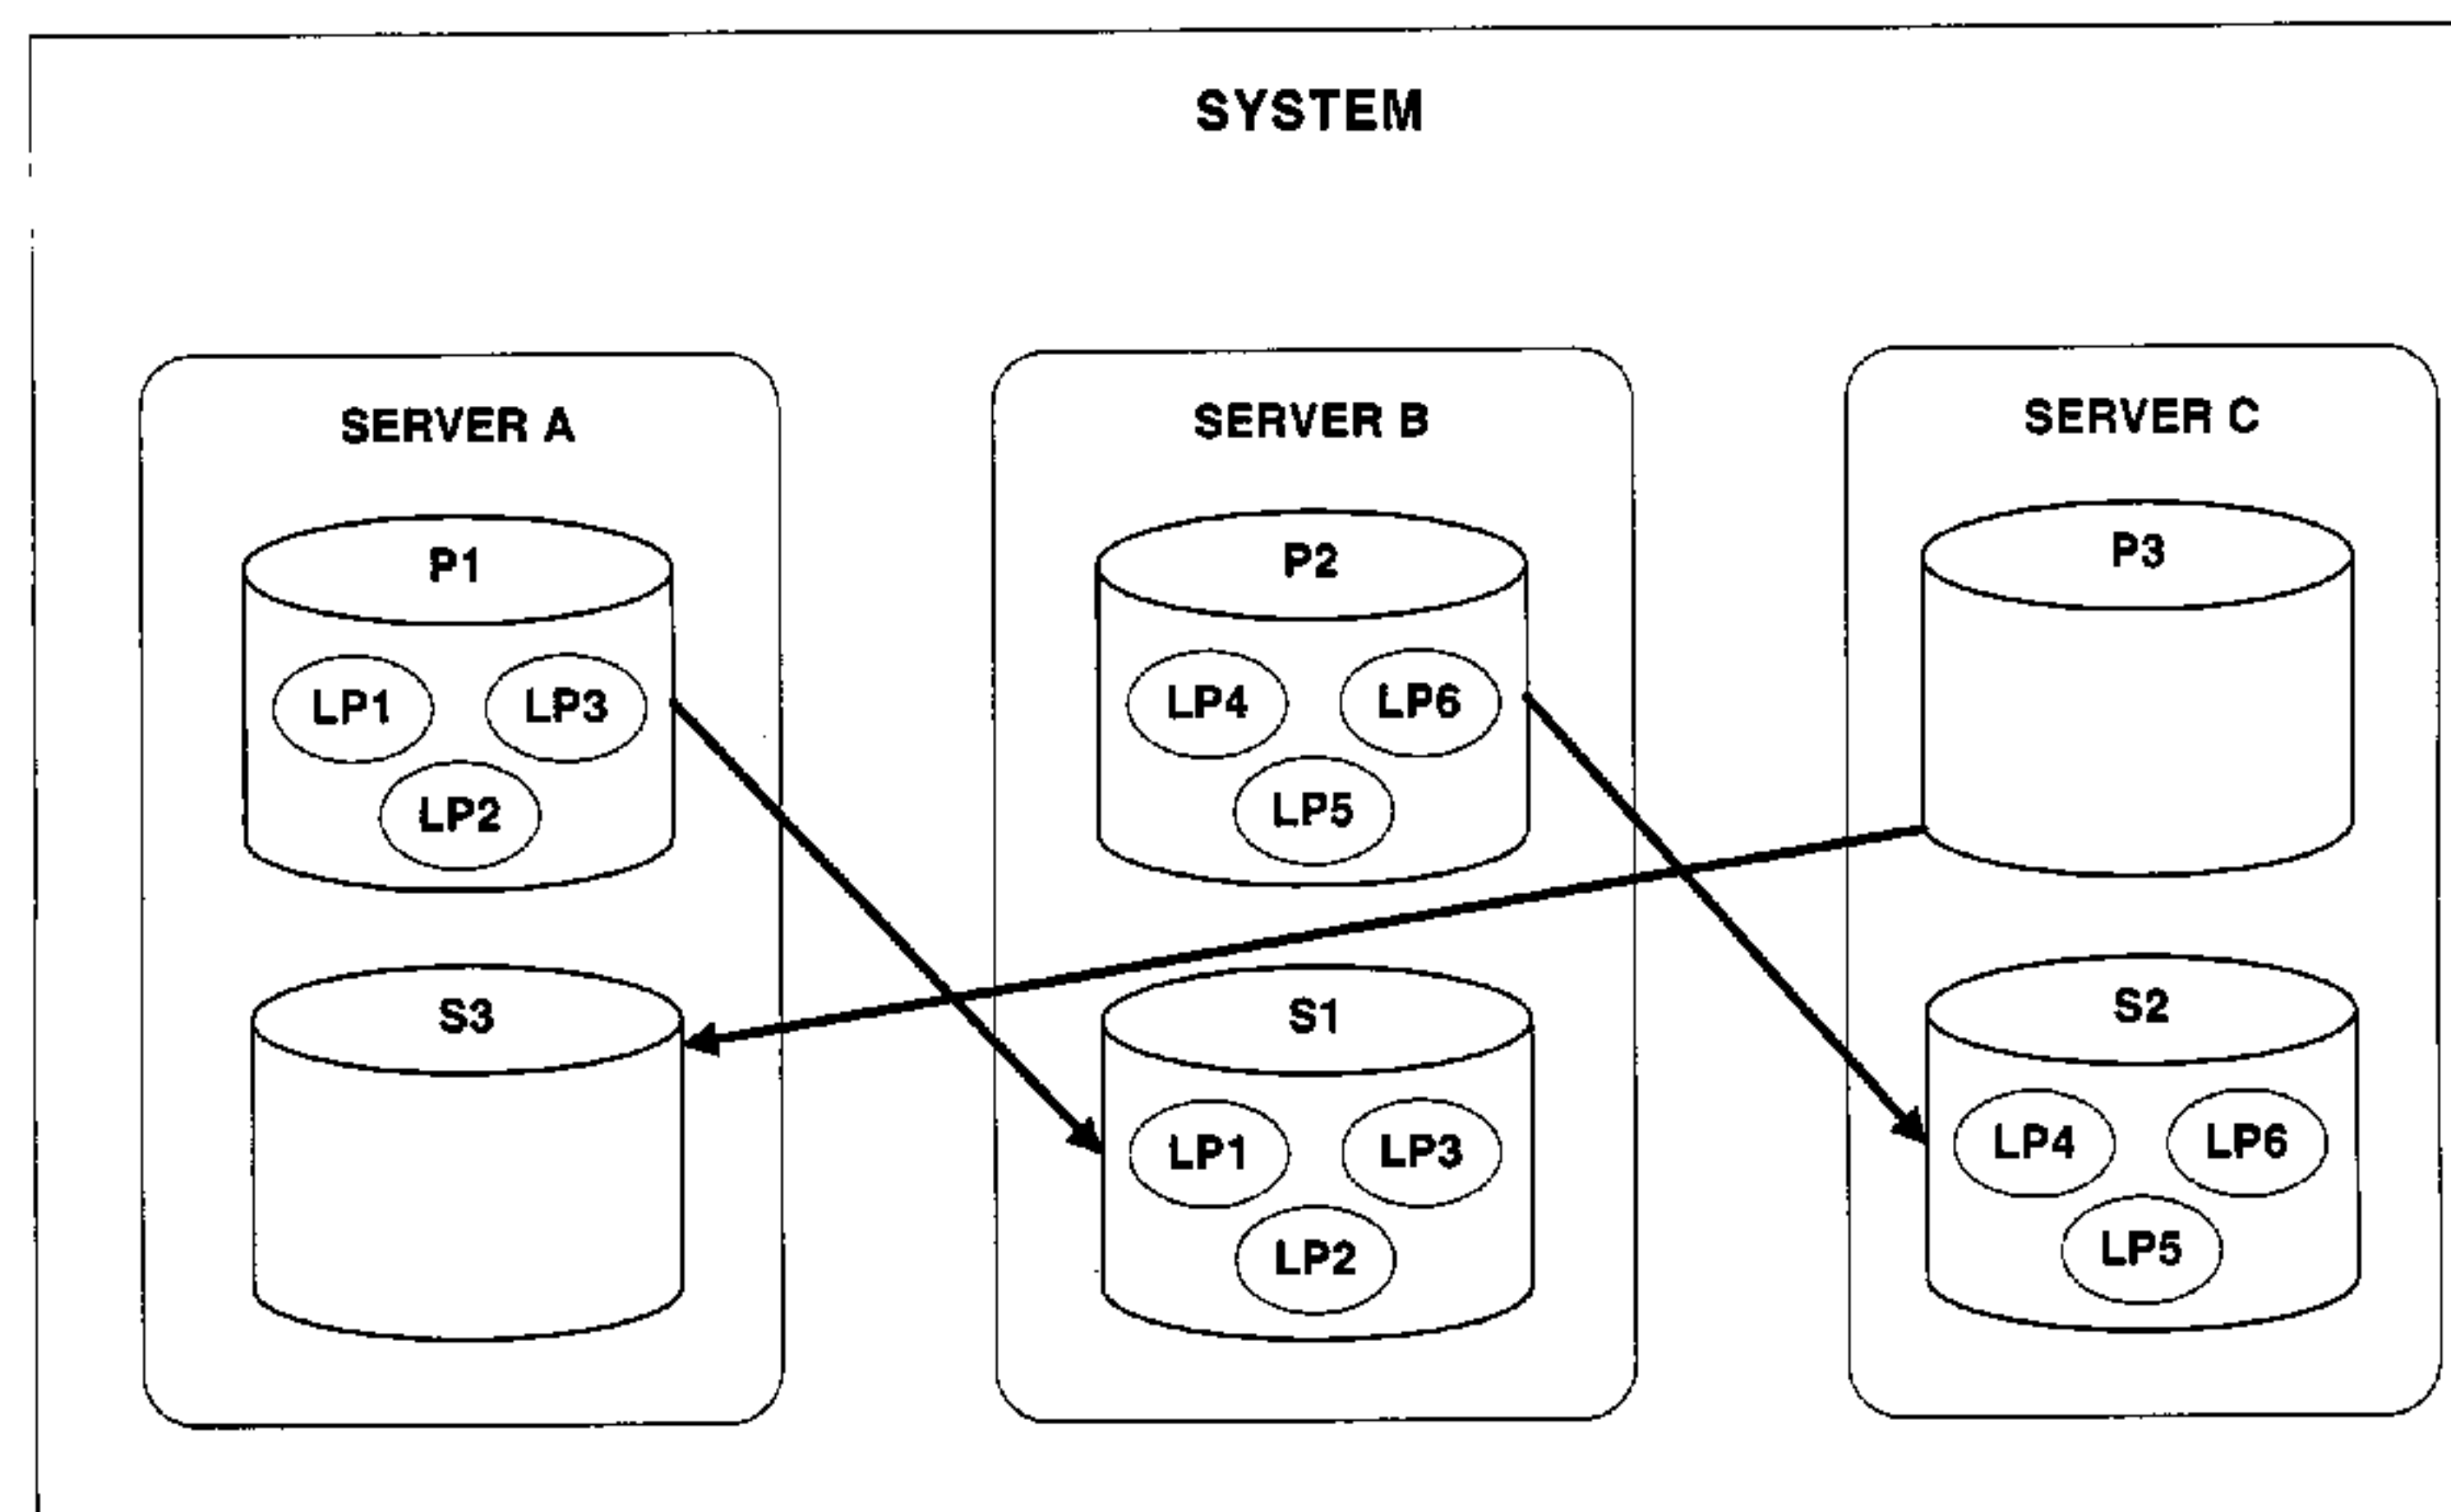 SYSTEM
SERVER A
SERVER B
SERVER C
P1
P2
P3
LP1
LP3
LP2
LP4
LP6
LP5
S3
S1
S2
LP1
LP3
LP2
LP4
LP6
LP5